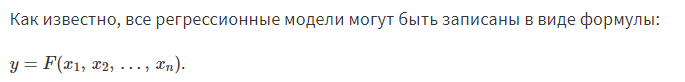 Как известно, все регрессионные модели могут быть записаны в виде формулы:
y = F(x₁, x₂, …, xₙ).